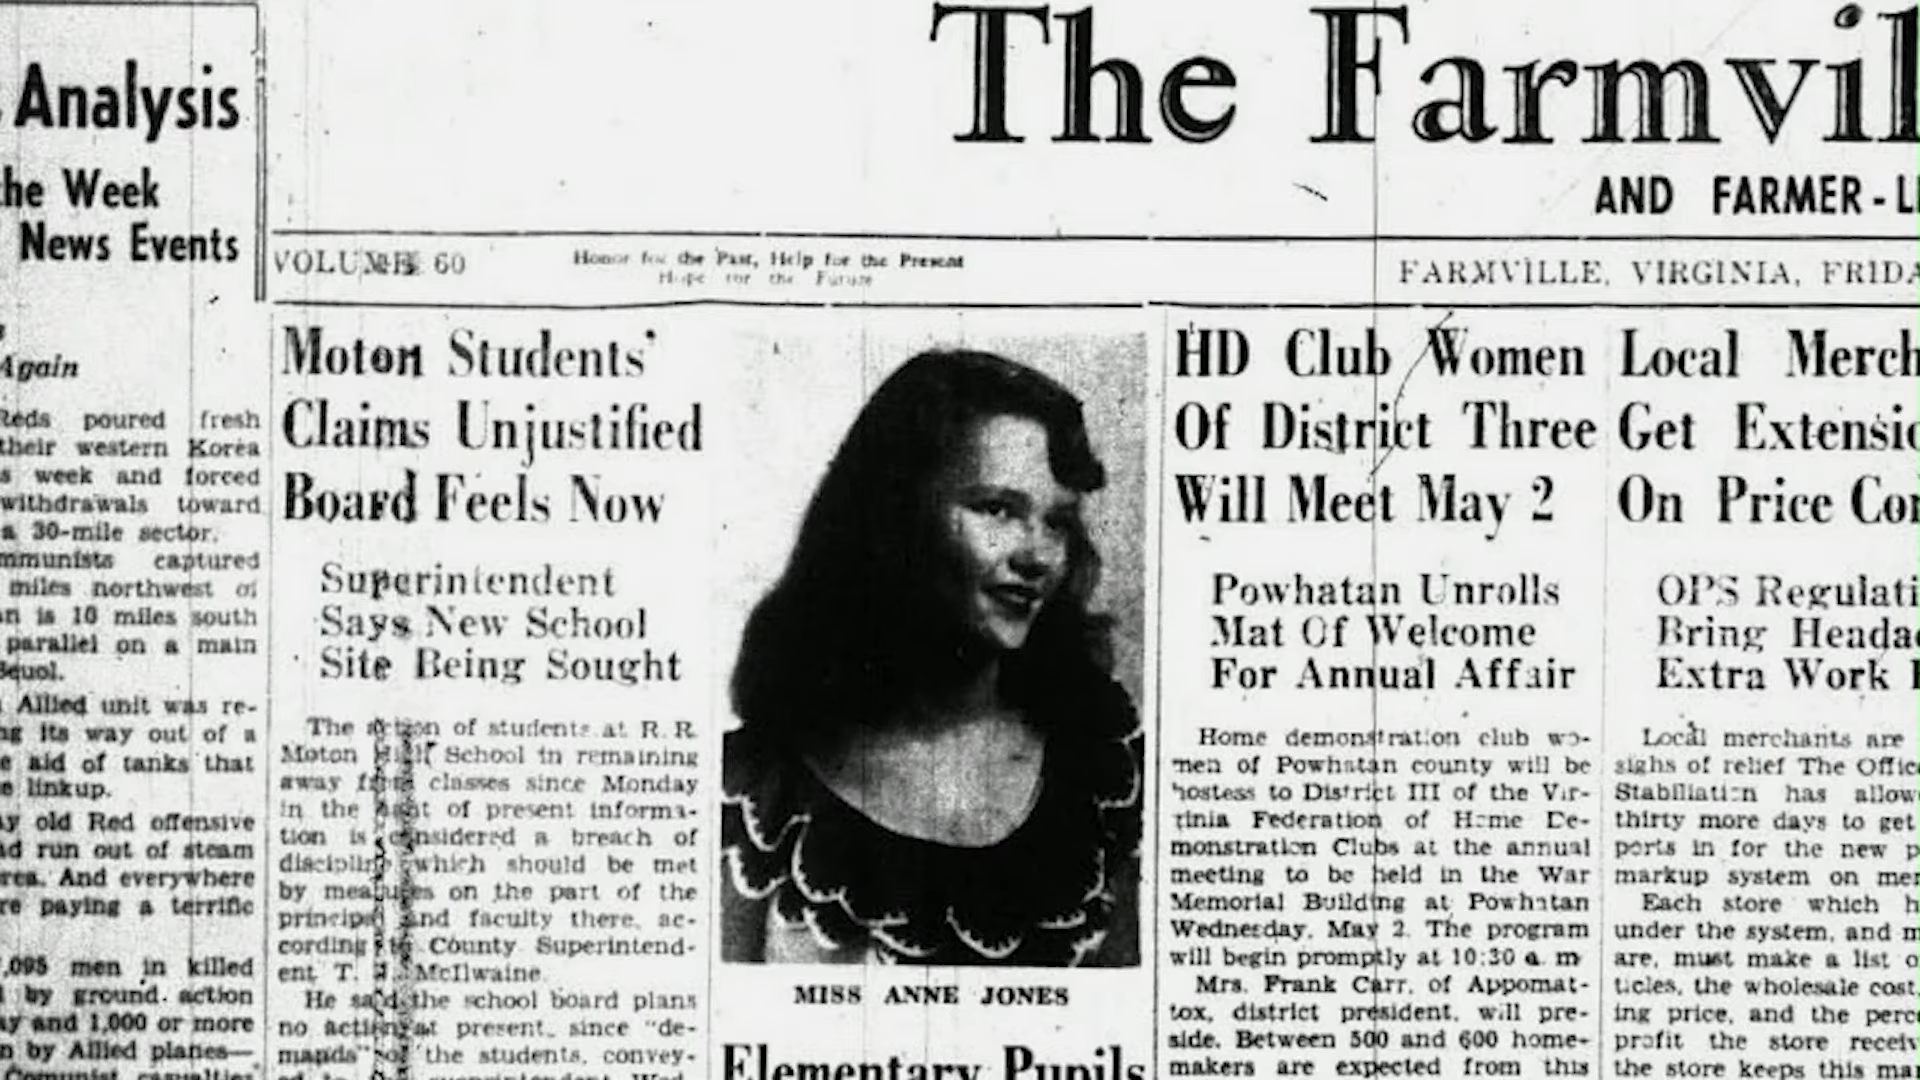 The Farmvil
AND FARMER - L
VOLUME 60
Honor for the Past, Help for the Present
Hope for the Future
FARMVILLE, VIRGINIA, FRIDA
Analysis
the Week
News Events
Again
Reds poured fresh
their western Korea
week and forced
withdrawals toward
a 30-mile sector.
mmunists captured
miles northwest of
n is 10 miles south
parallel on a main
Seoul.
Allied unit was re-
ng its way out of a
e aid of tanks that
e linkup.
ay old Red offensive
ad run out of steam
rea. And everywhere
re paying a terrific
,095 men in killed
by ground action
ay and 1,000 or more
n by Allied planes—
Communist casualties
Moton Students'
Claims Unjustified
Board Feels Now
Superintendent
Says New School
Site Being Sought
The action of students at R. R.
Moton High School in remaining
away from classes since Monday
in the light of present informa-
tion is considered a breach of
discipline which should be met
by measures on the part of the
principal and faculty there, ac-
cording to County Superintend-
ent T. J. McIlwaine.
He said the school board plans
no action at present, since "de-
mands" of the students, convey-
MISS ANNE JONES
Elementary Pupils
HD Club Women
Of District Three
Will Meet May 2
Powhatan Unrolls
Mat Of Welcome
For Annual Affair
Home demonstration club wo-
men of Powhatan county will be
hostess to District III of the Vir-
ginia Federation of Home De-
monstration Clubs at the annual
meeting to be held in the War
Memorial Building at Powhatan
Wednesday, May 2. The program
will begin promptly at 10:30 a. m
Mrs. Frank Carr, of Appomat-
tox, district president, will pre-
side. Between 500 and 600 home-
makers are expected from this
Local Merch
Get Extensio
On Price Con
OPS Regulati
Bring Heada
Extra Work
Local merchants are
sighs of relief The Offic
Stabiliation has allow
thirty more days to get
ports in for the new p
markup system on mer
Each store which h
under the system, and m
are, must make a list o
ticles, the wholesale cost,
ing price, and the perc
profit the store receiv
the store keeps this mar